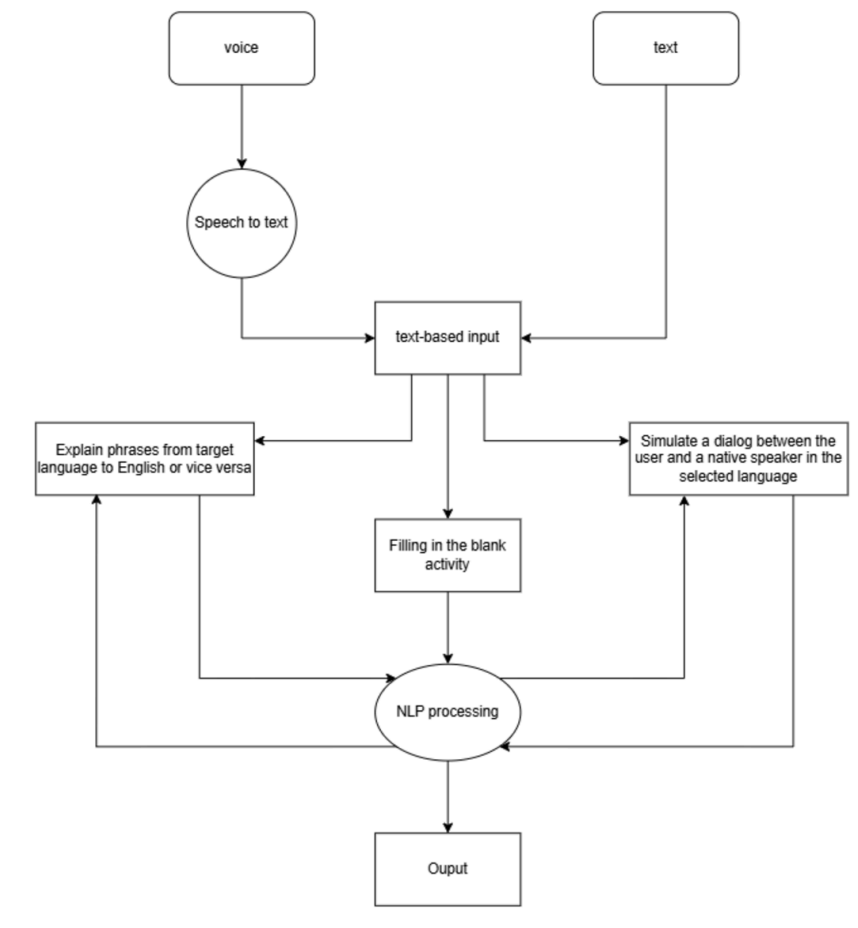 voice
text
Speech to text
text-based input
Explain phrases from target
language to English or vice versa
Simulate a dialog between the
user and a native speaker in the
selected language
Filling in the blank
activity
NLP processing
Ouput